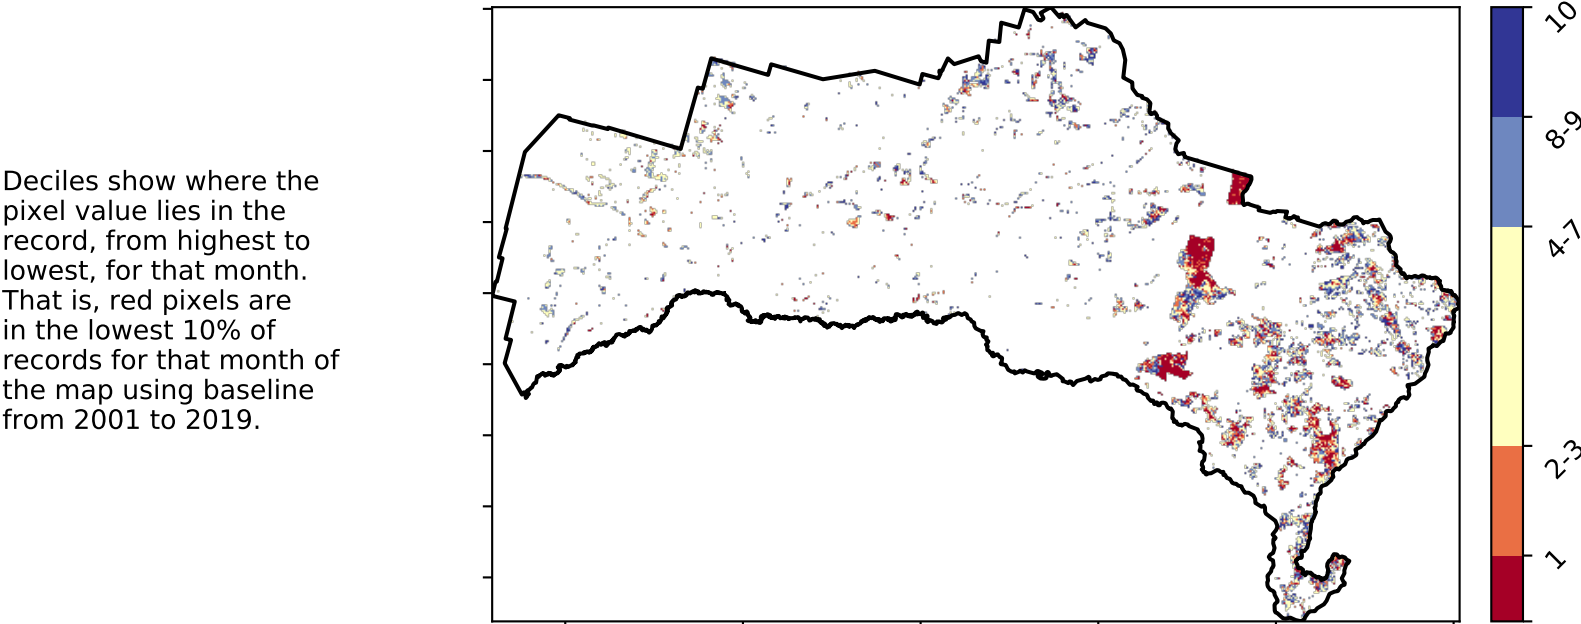 Deciles show where the
pixel value lies in the
record, from highest to
lowest, for that month.
That is, red pixels are
in the lowest 10% of
records for that month of
the map using baseline
from 2001 to 2019.
10
8-9
4-7
2-3
1